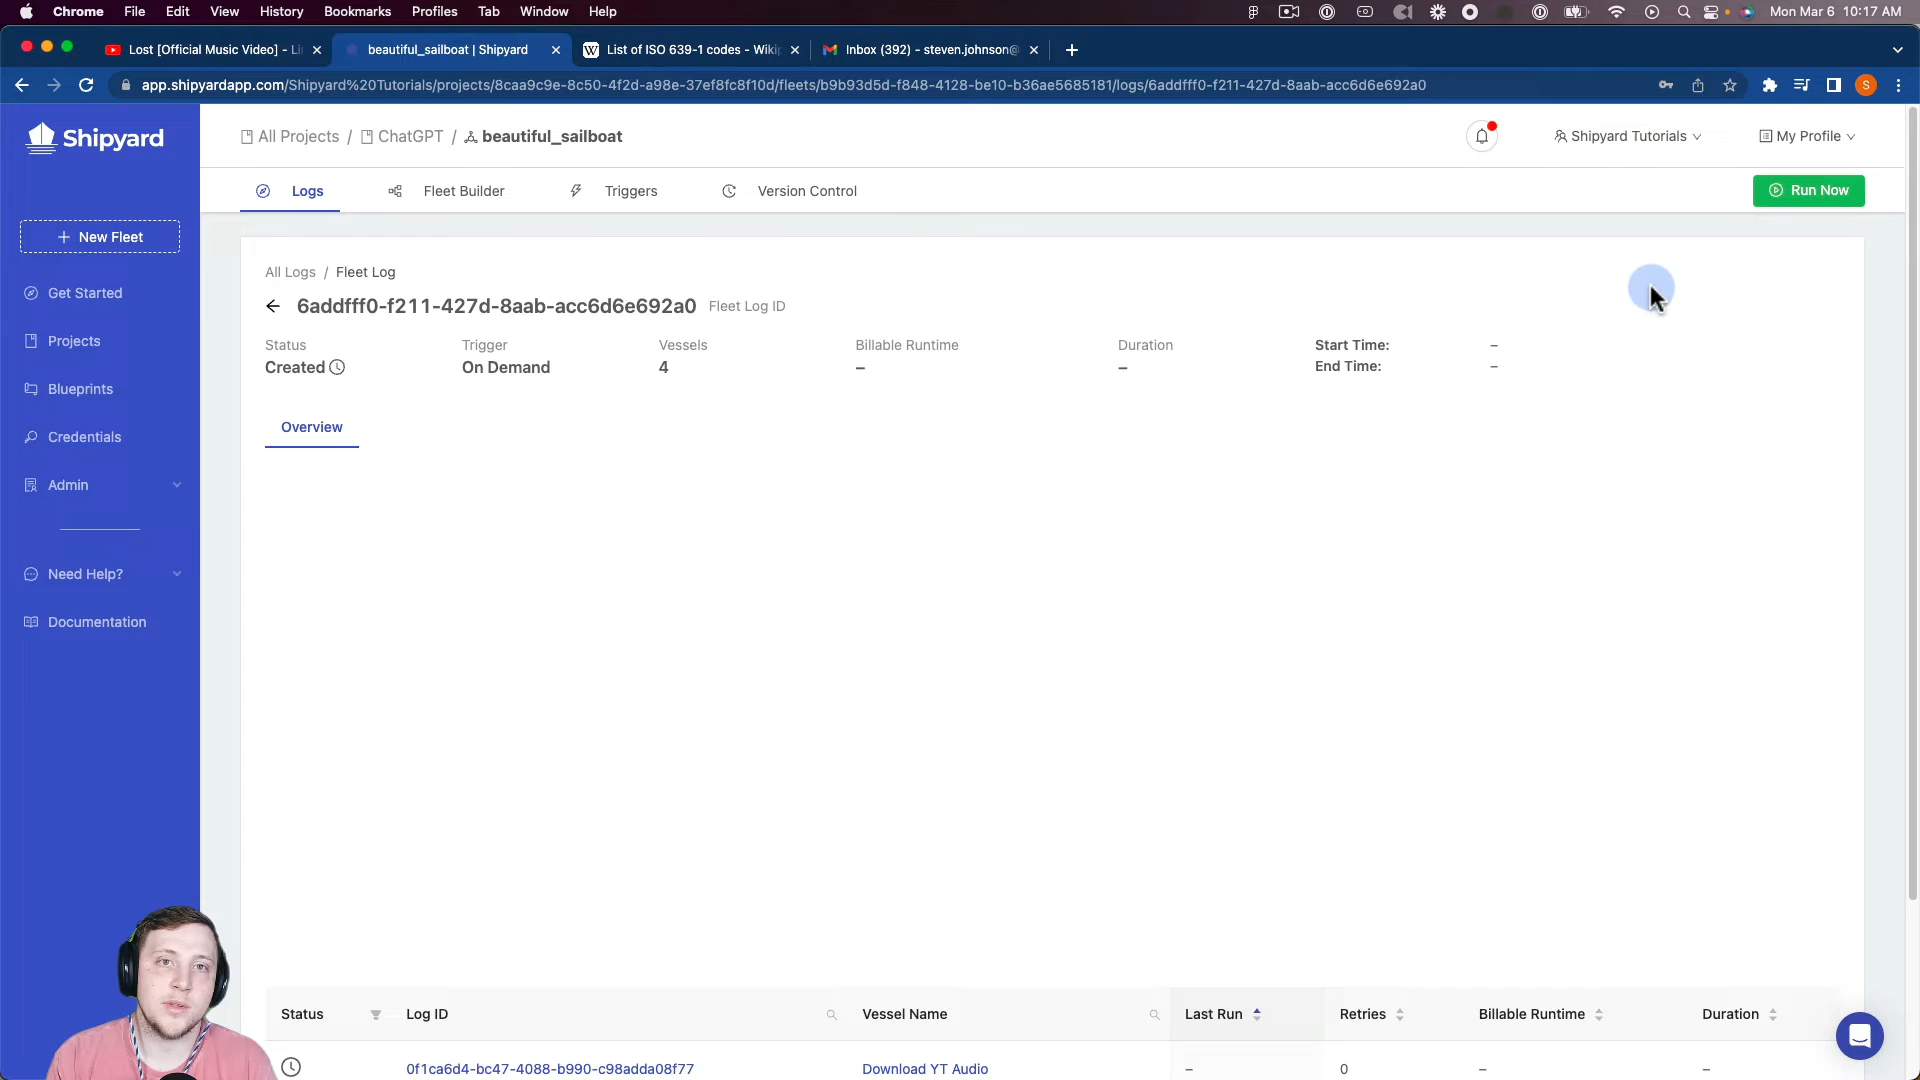 Chrome File Edit View History Bookmarks Profiles Tab Window Help Mon Mar 6 10:17 AM
Lost [Official Music Video] - Li beautiful_sailboat | Shipyard List of ISO 639-1 codes - Wiki Inbox (392) - steven.johnson@
app.shipyardapp.com/Shipyard%20Tutorials/projects/8caa9c9e-8c50-4f2d-a98e-37ef8fc8f10d/fleets/b9b93d5d-f848-4128-be10-b36ae5685181/logs/6addfff0-f211-427d-8aab-acc6d6e692a0 S
Shipyard
All Projects / ChatGPT / beautiful_sailboat Shipyard Tutorials My Profile
Logs Fleet Builder Triggers Version Control Run Now
+ New Fleet
Get Started
Projects
Blueprints
Credentials
Admin
Need Help?
Documentation
All Logs / Fleet Log
6addfff0-f211-427d-8aab-acc6d6e692a0 Fleet Log ID
Status Trigger Vessels Billable Runtime Duration Start Time: –
Created On Demand 4 – – End Time: –
Overview
Status Log ID Vessel Name Last Run Retries Billable Runtime Duration
0f1ca6d4-bc47-4088-b990-c98adda08f77 Download YT Audio – 0 – –